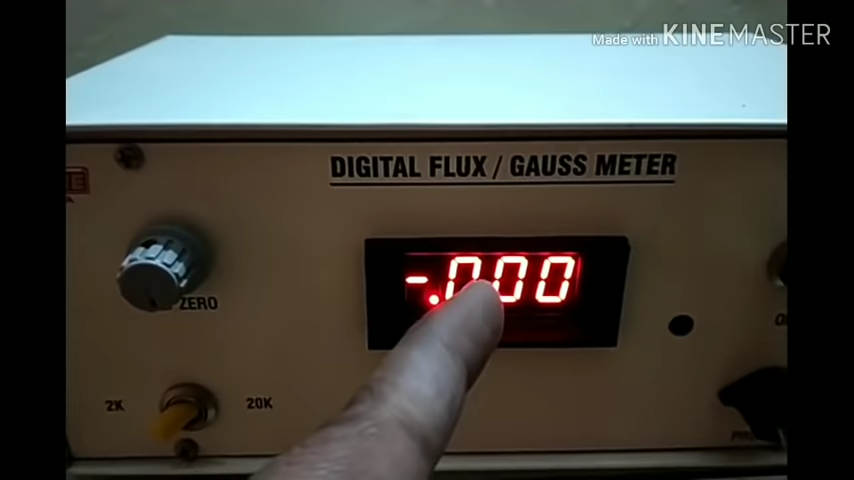 Made with KINEMASTER
DIGITAL FLUX / GAUSS METER
-.000
ZERO
2K
20K